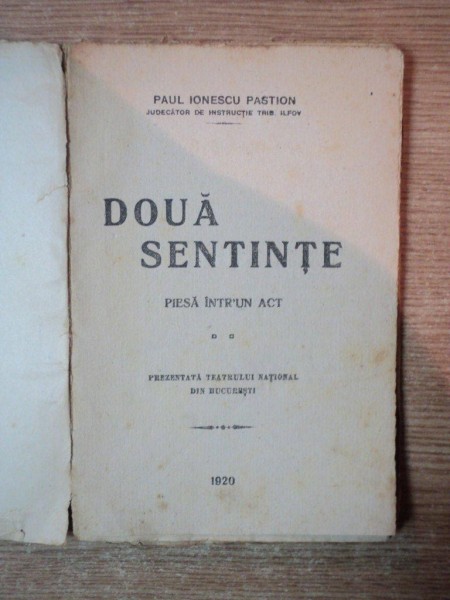 PAUL IONESCU PASTION
JUDECĂTOR DE INSTRUCȚIE TRIB. ILFOV
DOUĂ
SENTINȚE
PIESĂ ÎNTR'UN ACT
PREZENTATĂ TEATRULUI NAȚIONAL
DIN BUCUREȘTI
1920